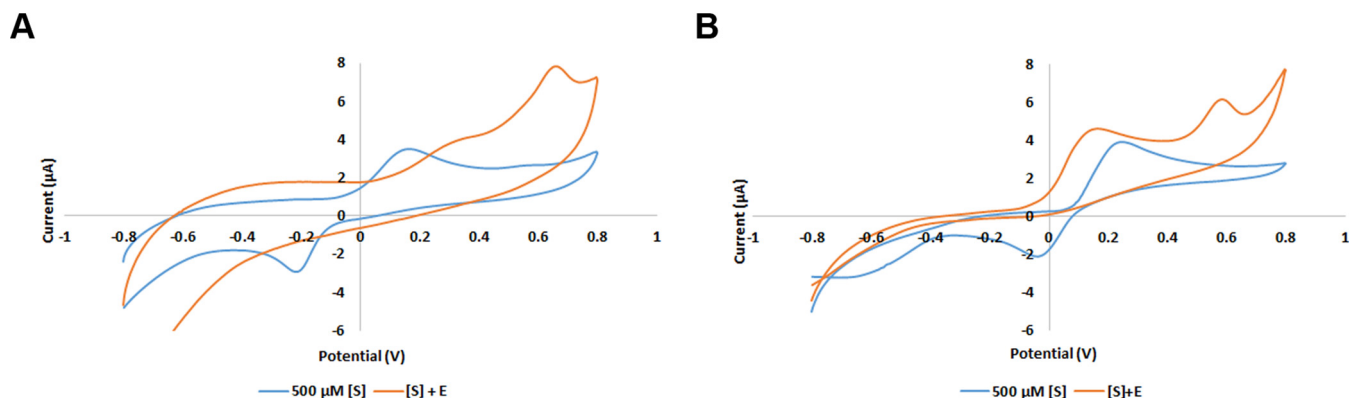 A
8
6
4
2
0
-2
-4
-6
-1 -0.8 -0.6 -0.4 -0.2 0 0.2 0.4 0.6 0.8 1
Current (µA)
Potential (V)
500 µM [S] [S] + E
B
8
6
4
2
0
-2
-4
-6
-1 -0.8 -0.6 -0.4 -0.2 0 0.2 0.4 0.6 0.8 1
Current (µA)
Potential (V)
500 µM [S] [S]+E